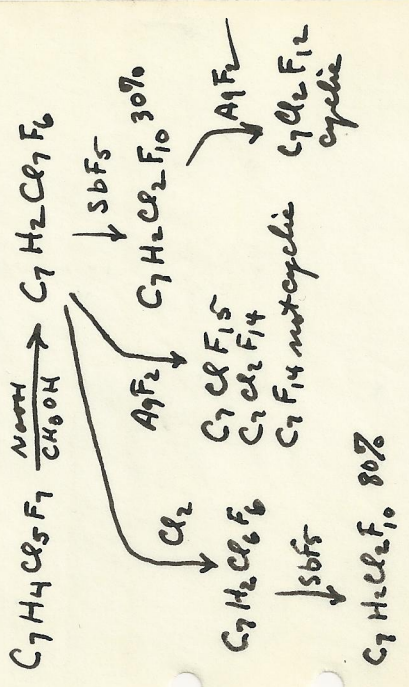 C7H4Cl5F7 NaOH C7H2Cl4F6
CH3OH
Cl2 AgF2 SbF5
C7H2Cl6F6 C7ClF15 C7H2Cl2F10 30%
C7Cl2F14
SbF5 C7F14 not cyclic AgF2
C7H2Cl2F10 80% C7Cl2F12
cyclic